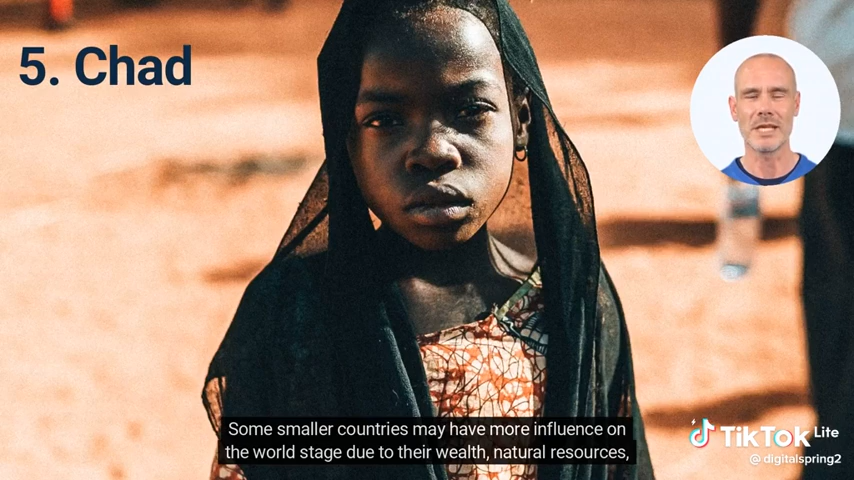 5. Chad
Some smaller countries may have more influence on
the world stage due to their wealth, natural resources,
TikTok Lite
@digitalspring2